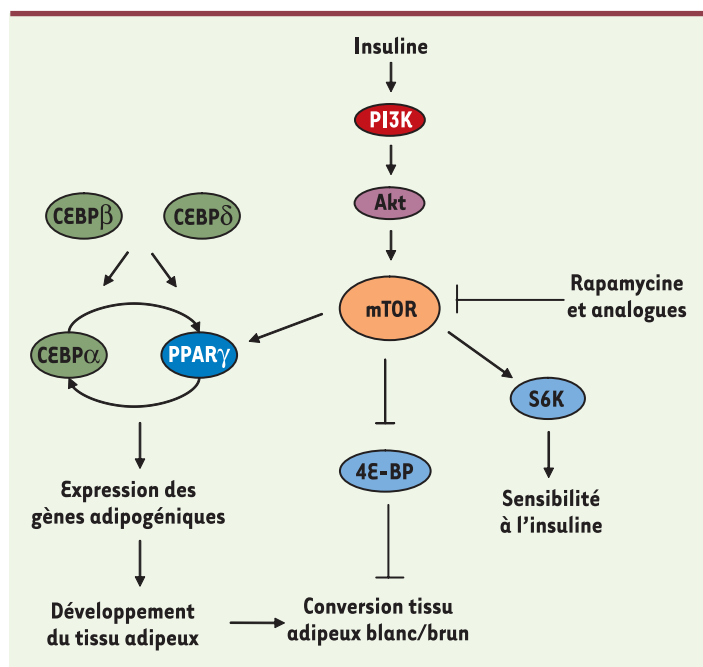 Insuline
PI3K
Akt
CEBPβ
CEBPδ
mTOR
Rapamycine
et analogues
CEBPα
PPARγ
S6K
4E-BP
Expression des
gènes adipogéniques
Sensibilité
à l'insuline
Développement
du tissu adipeux
Conversion tissu
adipeux blanc/brun